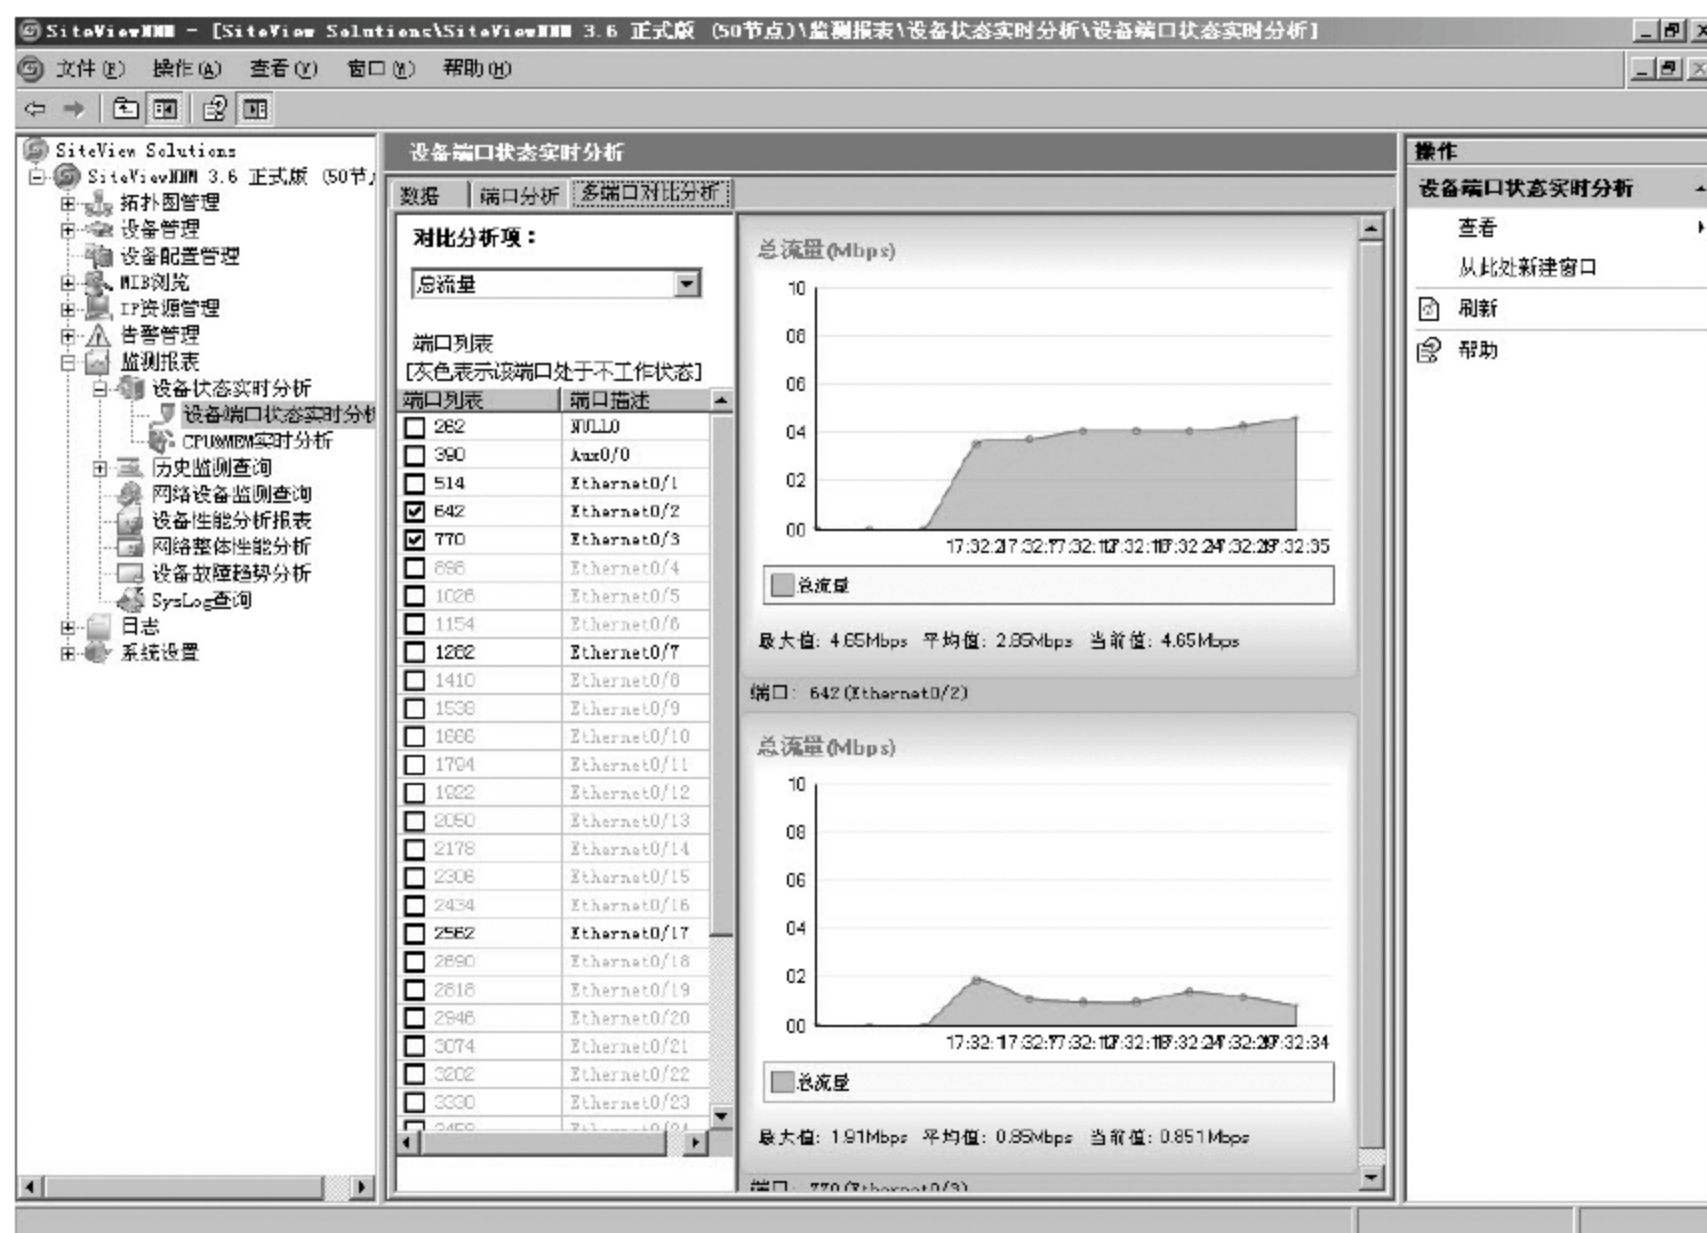 SiteViewNNM - [SiteView Solutions\SiteViewNNM 3.6 正式版 (50节点)\监测报表\设备状态实时分析\设备端口状态实时分析]
文件(F) 操作(A) 查看(V) 窗口(W) 帮助(H)
SiteView Solutions
SiteViewNNM 3.6 正式版 (50节
拓扑图管理
设备管理
设备配置管理
MIB浏览
IP资源管理
告警管理
监测报表
设备状态实时分析
设备端口状态实时分析
CPU&MEM实时分析
历史监测查询
网络设备监测查询
设备性能分析报表
网络整体性能分析
设备故障趋势分析
SysLog查询
日志
系统设置
设备端口状态实时分析
数据 端口分析 多端口对比分析
对比分析项：
总流量
端口列表
[灰色表示该端口处于不工作状态]
端口列表 端口描述
262 NULL0
390 Aux0/0
514 Ethernet0/1
642 Ethernet0/2
770 Ethernet0/3
898 Ethernet0/4
1026 Ethernet0/5
1154 Ethernet0/6
1282 Ethernet0/7
1410 Ethernet0/8
1538 Ethernet0/9
1666 Ethernet0/10
1794 Ethernet0/11
1922 Ethernet0/12
2050 Ethernet0/13
2178 Ethernet0/14
2306 Ethernet0/15
2434 Ethernet0/16
2562 Ethernet0/17
2690 Ethernet0/18
2818 Ethernet0/19
2946 Ethernet0/20
3074 Ethernet0/21
3202 Ethernet0/22
3330 Ethernet0/23
总流量(Mbps)
10
08
06
04
02
00
17:32:35
总流量
最大值: 4.65Mbps 平均值: 2.85Mbps 当前值: 4.65Mbps
端口: 642(Ethernet0/2)
总流量(Mbps)
10
08
06
04
02
00
17:32:34
总流量
最大值: 1.91Mbps 平均值: 0.85Mbps 当前值: 0.851Mbps
端口: 770(Ethernet0/3)
操作
设备端口状态实时分析
查看
从此处新建窗口
刷新
帮助